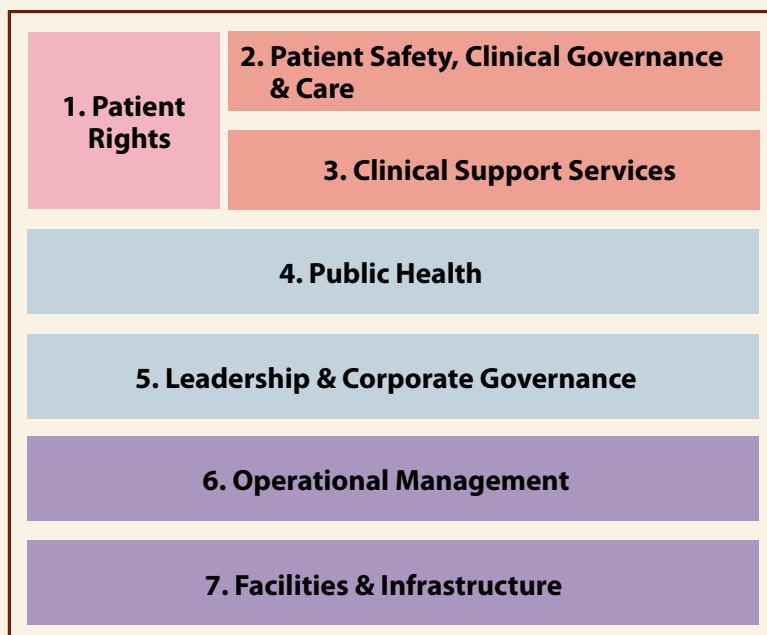 1. Patient
Rights
2. Patient Safety, Clinical Governance
& Care
3. Clinical Support Services
4. Public Health
5. Leadership & Corporate Governance
6. Operational Management
7. Facilities & Infrastructure